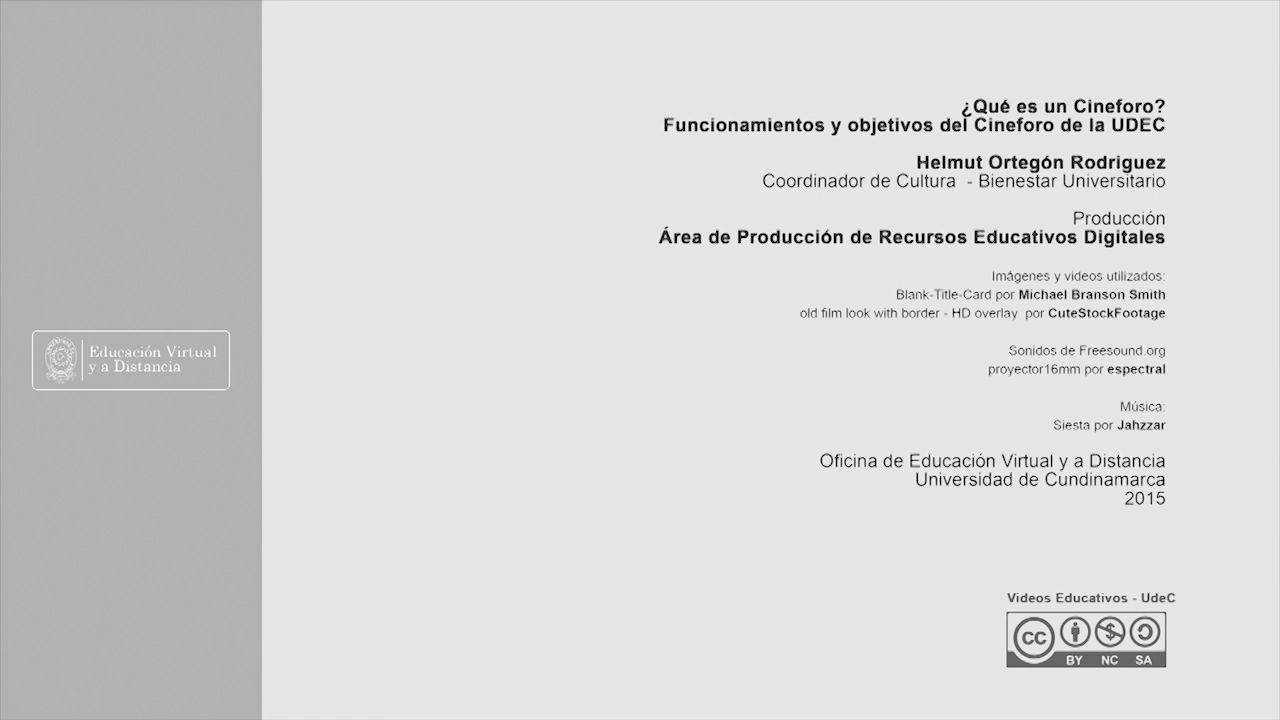 ¿Qué es un Cineforo?
Funcionamientos y objetivos del Cineforo de la UDEC
Helmut Ortegón Rodriguez
Coordinador de Cultura - Bienestar Universitario
Producción
Área de Producción de Recursos Educativos Digitales
Imágenes y videos utilizados:
Blank-Title-Card por Michael Branson Smith
old film look with border - HD overlay por CuteStockFootage
Sonidos de Freesound.org
proyector16mm por espectral
Música:
Siesta por Jahzzar
Oficina de Educación Virtual y a Distancia
Universidad de Cundinamarca
2015
Educación Virtual
y a Distancia
Videos Educativos - UdeC
cc
BY NC SA